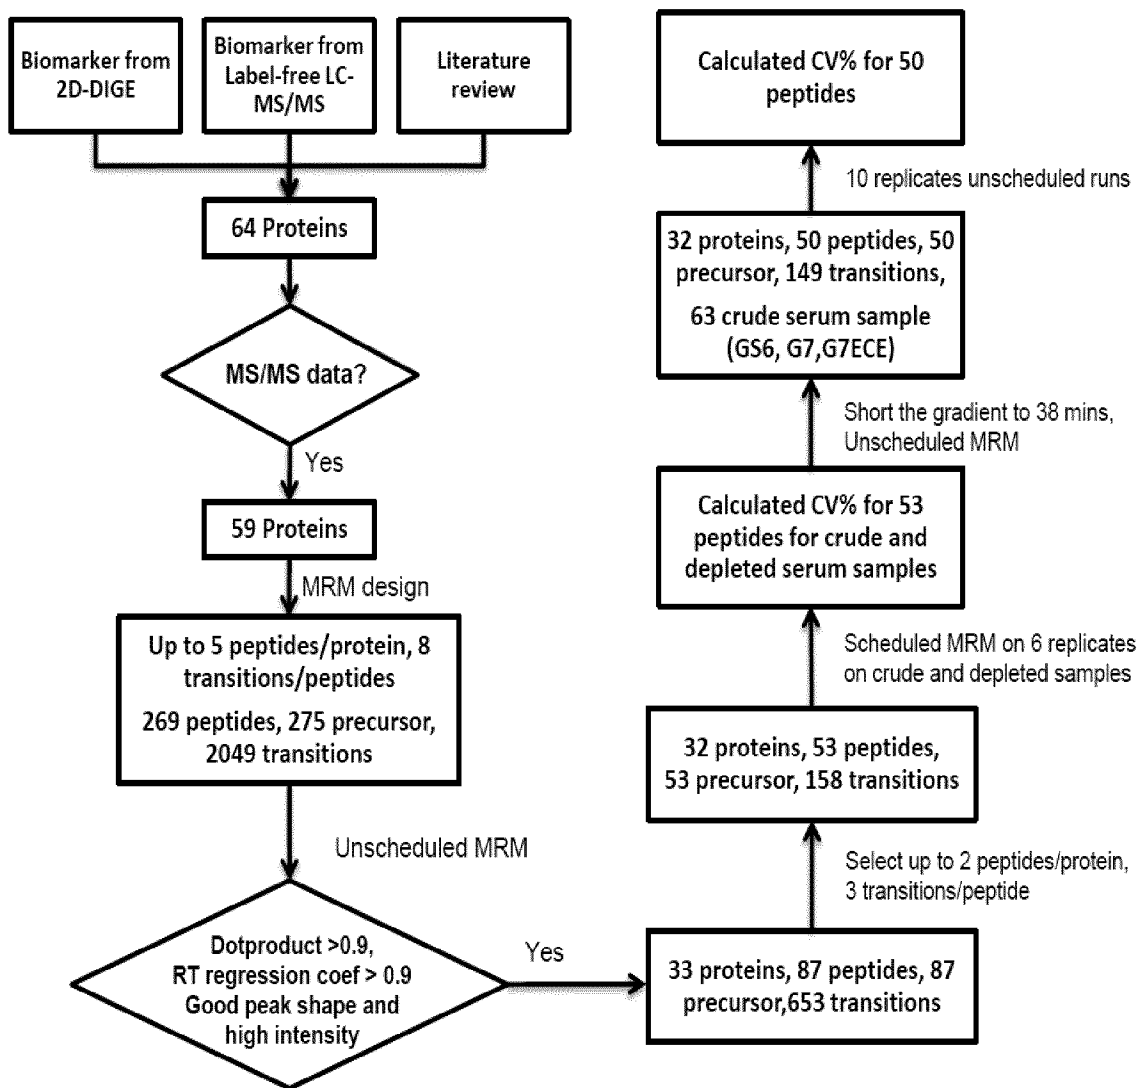 Biomarker from
2D-DIGE
Biomarker from
Label-free LC-
MS/MS
Literature
review
64 Proteins
MS/MS data?
Yes
59 Proteins
MRM design
Up to 5 peptides/protein, 8
transitions/peptides
269 peptides, 275 precursor,
2049 transitions
Unscheduled MRM
Dotproduct >0.9,
RT regression coef > 0.9
Good peak shape and
high intensity
Yes
33 proteins, 87 peptides, 87
precursor,653 transitions
Select up to 2 peptides/protein,
3 transitions/peptide
32 proteins, 53 peptides,
53 precursor, 158 transitions
Scheduled MRM on 6 replicates
on crude and depleted samples
Calculated CV% for 53
peptides for crude and
depleted serum samples
Short the gradient to 38 mins,
Unscheduled MRM
32 proteins, 50 peptides, 50
precursor, 149 transitions,
63 crude serum sample
(GS6, G7,G7ECE)
10 replicates unscheduled runs
Calculated CV% for 50
peptides